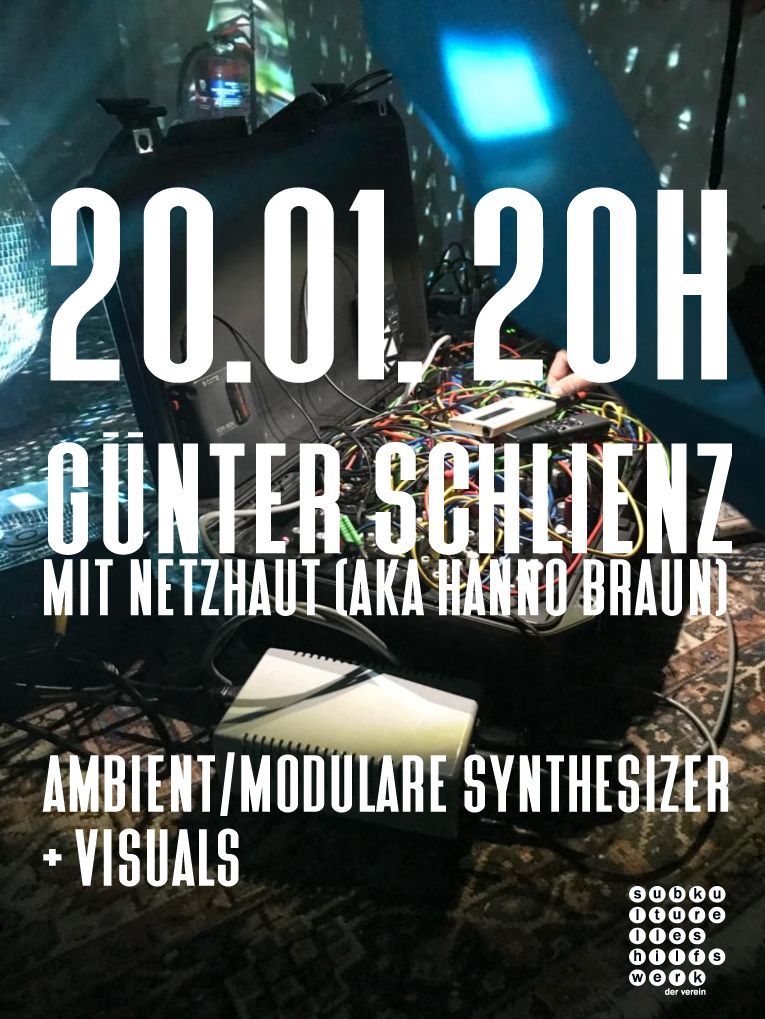 20.01. 20H
GÜNTER SCHLIENZ
MIT NETZHAUT (AKA HANNO BRAUN)
AMBIENT/MODULARE SYNTHESIZER
+ VISUALS
subku
lture
lles
hilfs
werk
der verein